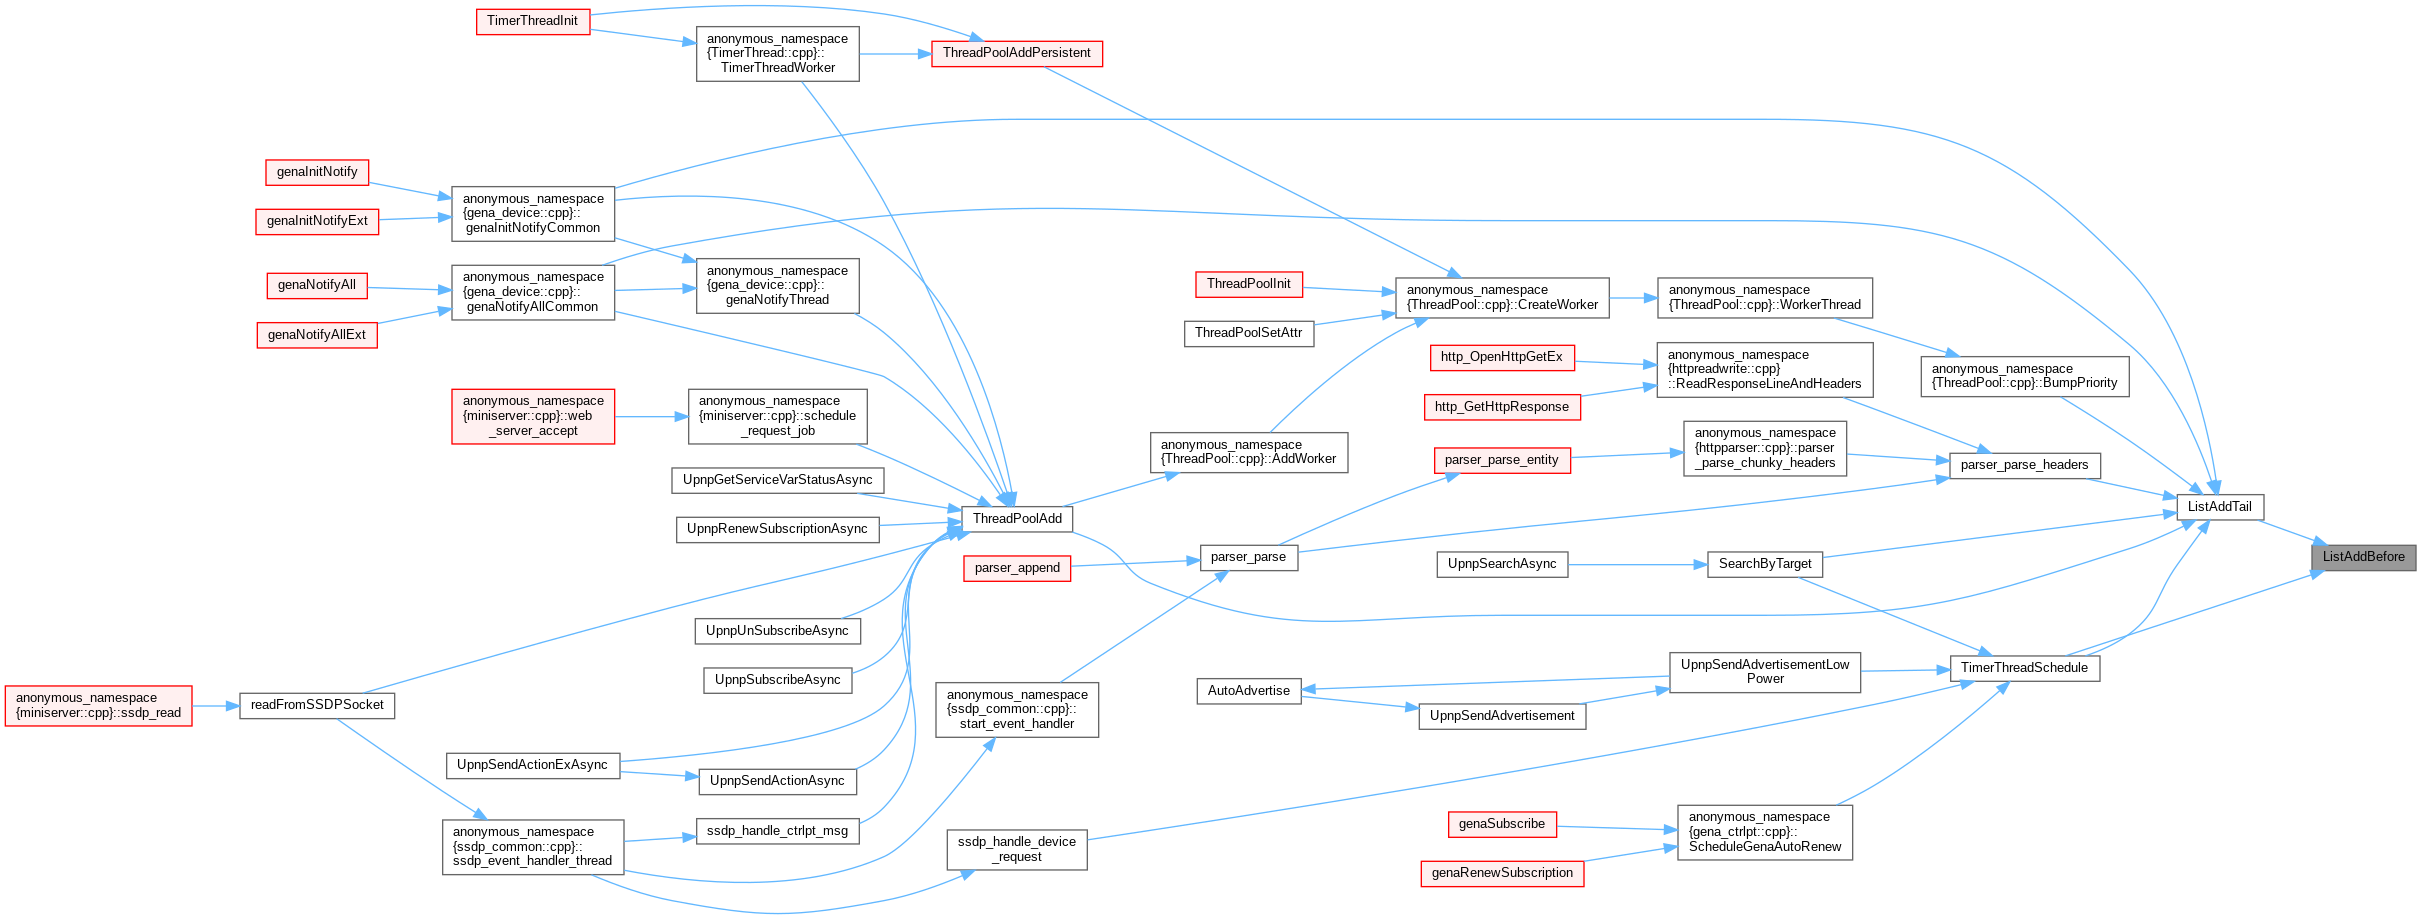 TimerThreadInit
anonymous_namespace
{TimerThread::cpp}::
TimerThreadWorker
ThreadPoolAddPersistent
genaInitNotify
genaInitNotifyExt
anonymous_namespace
{gena_device::cpp}::
genaInitNotifyCommon
genaNotifyAll
genaNotifyAllExt
anonymous_namespace
{gena_device::cpp}::
genaNotifyAllCommon
anonymous_namespace
{gena_device::cpp}::
genaNotifyThread
ThreadPoolInit
ThreadPoolSetAttr
anonymous_namespace
{ThreadPool::cpp}::CreateWorker
anonymous_namespace
{ThreadPool::cpp}::WorkerThread
http_OpenHttpGetEx
http_GetHttpResponse
anonymous_namespace
{httpreadwrite::cpp}
::ReadResponseLineAndHeaders
anonymous_namespace
{ThreadPool::cpp}::BumpPriority
anonymous_namespace
{miniserver::cpp}::web
_server_accept
anonymous_namespace
{miniserver::cpp}::schedule
_request_job
anonymous_namespace
{ThreadPool::cpp}::AddWorker
parser_parse_entity
anonymous_namespace
{httpparser::cpp}::parser
_parse_chunky_headers
parser_parse_headers
UpnpGetServiceVarStatusAsync
UpnpRenewSubscriptionAsync
ThreadPoolAdd
ListAddTail
parser_append
parser_parse
UpnpSearchAsync
SearchByTarget
ListAddBefore
UpnpUnSubscribeAsync
UpnpSubscribeAsync
anonymous_namespace
{miniserver::cpp}::ssdp_read
readFromSSDPSocket
anonymous_namespace
{ssdp_common::cpp}::
start_event_handler
AutoAdvertise
UpnpSendAdvertisement
UpnpSendAdvertisementLow
Power
TimerThreadSchedule
UpnpSendActionExAsync
UpnpSendActionAsync
anonymous_namespace
{ssdp_common::cpp}::
ssdp_event_handler_thread
ssdp_handle_ctrlpt_msg
ssdp_handle_device
_request
genaSubscribe
genaRenewSubscription
anonymous_namespace
{gena_ctrlpt::cpp}::
ScheduleGenaAutoRenew